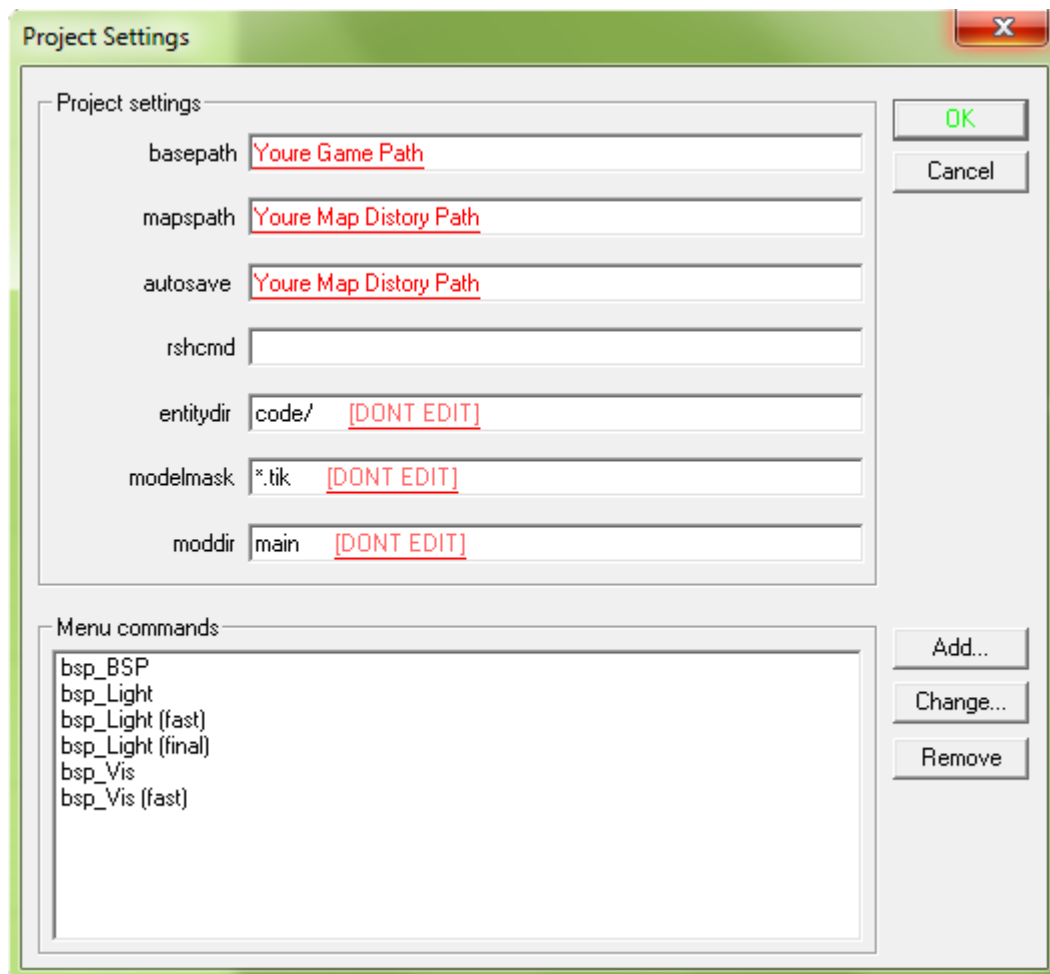 Project Settings
X
Project settings
OK
basepath Youre Game Path
Cancel
mapspath Youre Map Distory Path
autosave Youre Map Distory Path
rshcmd
entitydir code/ [DONT EDIT]
modelmask *.tik [DONT EDIT]
moddir main [DONT EDIT]
Menu commands
bsp_BSP
bsp_Light
bsp_Light (fast)
bsp_Light (final)
bsp_Vis
bsp_Vis (fast)
Add...
Change...
Remove